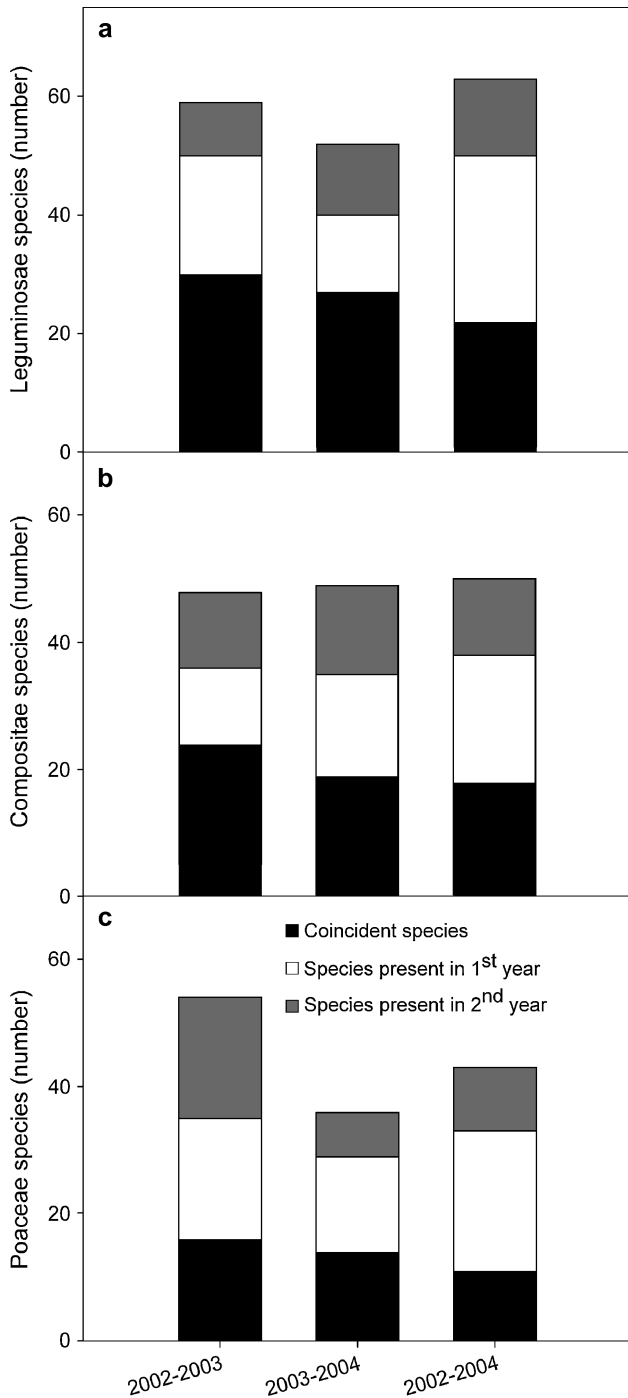 a
Leguminosae species (number)
60
40
20
0
b
Compositae species (number)
60
40
20
0
c
Poaceae species (number)
60
40
20
0
Coincident species
Species present in 1st year
Species present in 2nd year
2002-2003
2003-2004
2002-2004